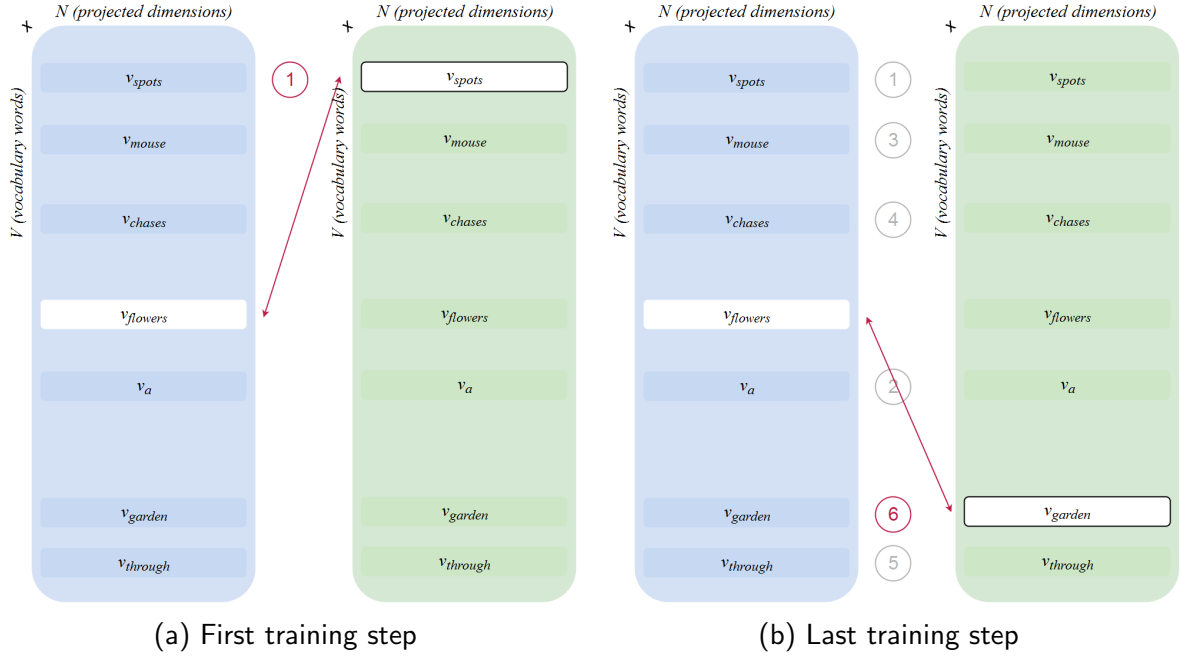 N (projected dimensions)
x
V (vocabulary words)
v_spots
v_mouse
v_chases
v_flowers
v_a
v_garden
v_through
1
N (projected dimensions)
x
V (vocabulary words)
v_spots
v_mouse
v_chases
v_flowers
v_a
v_garden
v_through
(a) First training step
N (projected dimensions)
x
V (vocabulary words)
v_spots
v_mouse
v_chases
v_flowers
v_a
v_garden
v_through
1
3
4
2
6
5
N (projected dimensions)
x
V (vocabulary words)
v_spots
v_mouse
v_chases
v_flowers
v_a
v_garden
v_through
(b) Last training step